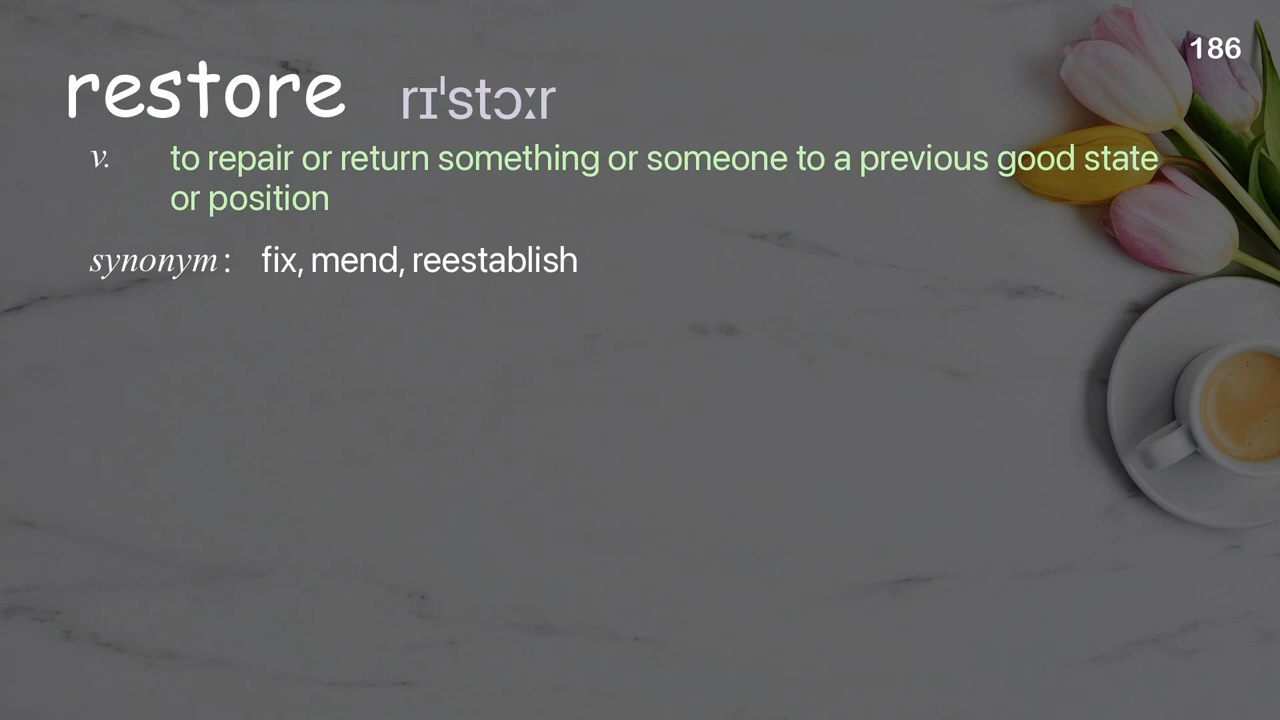 186
restore rɪˈstɔːr
v. to repair or return something or someone to a previous good state
or position
synonym : fix, mend, reestablish